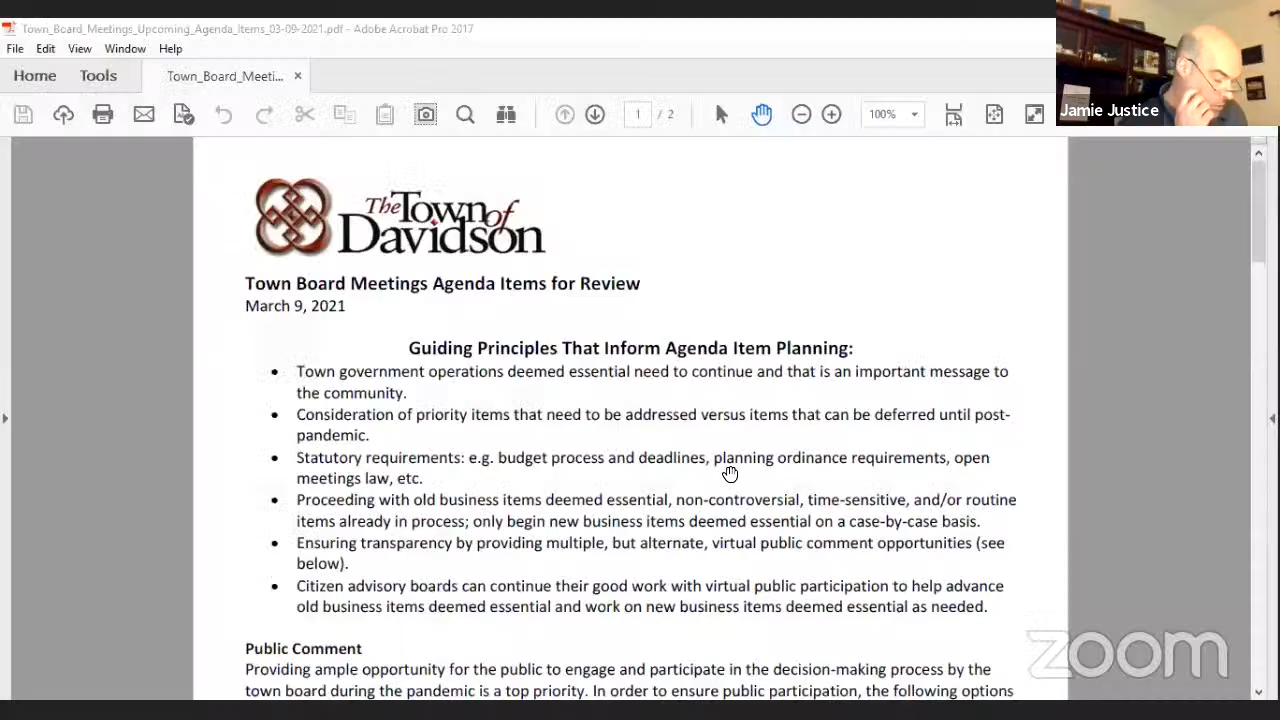 Town_Board_Meetings_Upcoming_Agenda_Items_03-09-2021.pdf - Adobe Acrobat Pro 2017
File Edit View Window Help
Home Tools Town_Board_Meeti... ×
1 / 2 100%
Jamie Justice
The Town of
Davidson
Town Board Meetings Agenda Items for Review
March 9, 2021
Guiding Principles That Inform Agenda Item Planning:
• Town government operations deemed essential need to continue and that is an important message to
the community.
• Consideration of priority items that need to be addressed versus items that can be deferred until post-
pandemic.
• Statutory requirements: e.g. budget process and deadlines, planning ordinance requirements, open
meetings law, etc.
• Proceeding with old business items deemed essential, non-controversial, time-sensitive, and/or routine
items already in process; only begin new business items deemed essential on a case-by-case basis.
• Ensuring transparency by providing multiple, but alternate, virtual public comment opportunities (see
below).
• Citizen advisory boards can continue their good work with virtual public participation to help advance
old business items deemed essential and work on new business items deemed essential as needed.
Public Comment
Providing ample opportunity for the public to engage and participate in the decision-making process by the
town board during the pandemic is a top priority. In order to ensure public participation, the following options
zoom